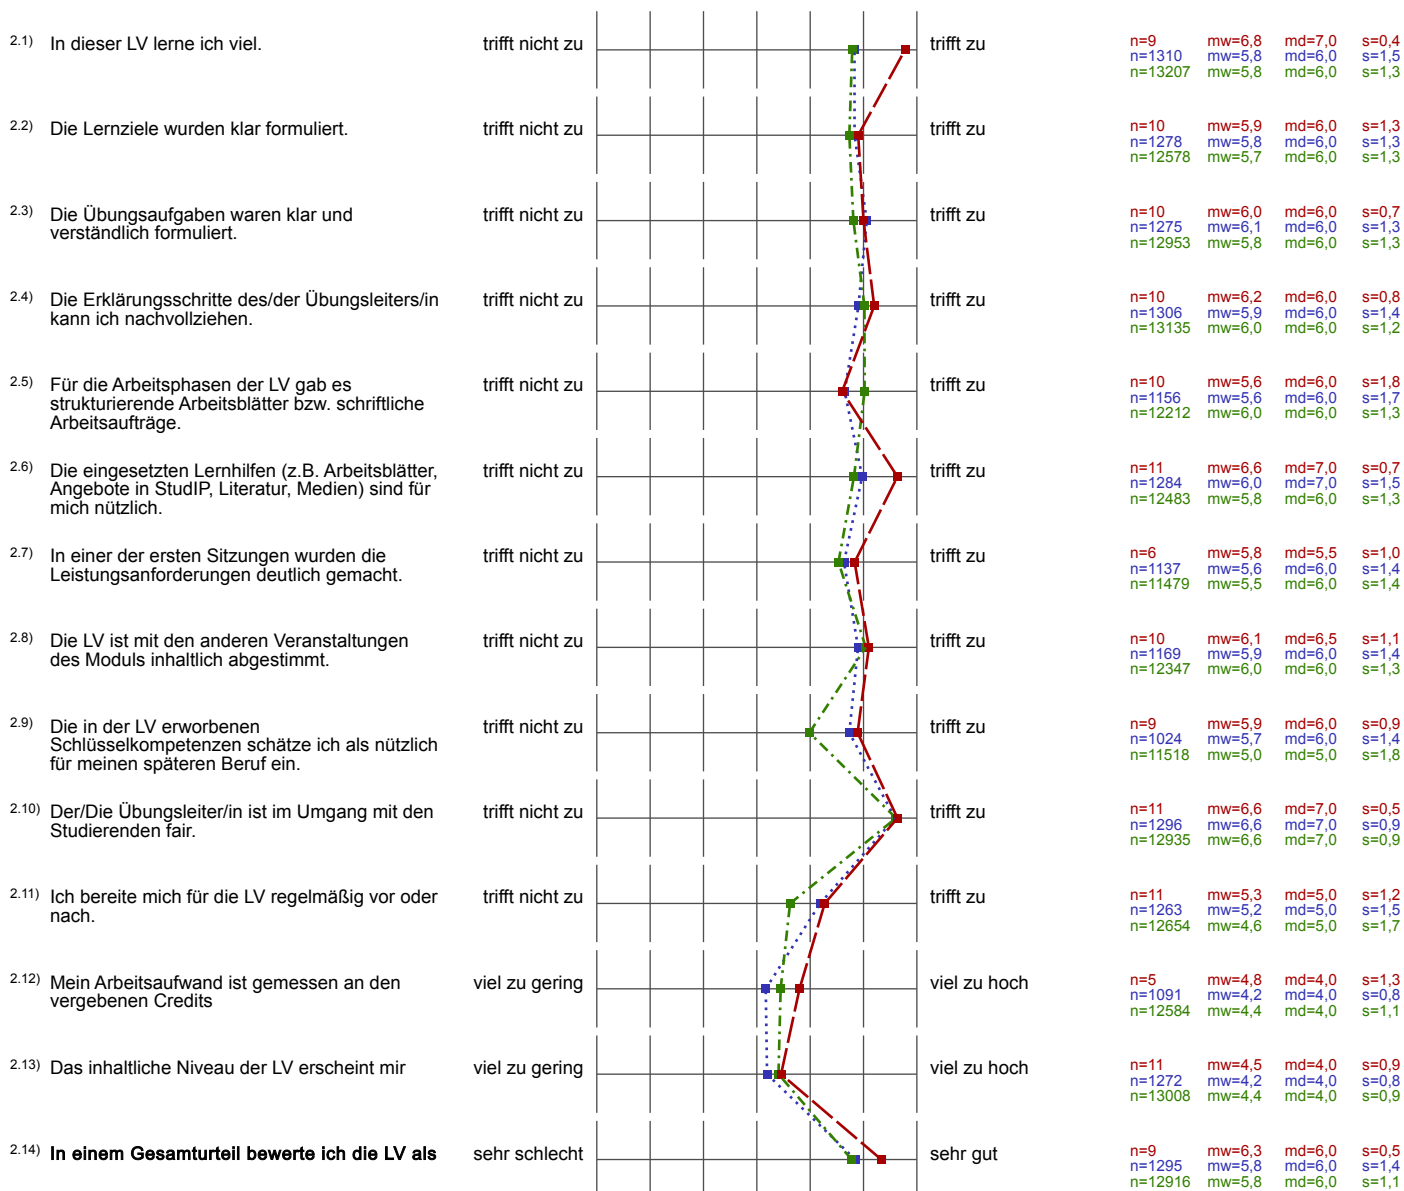 2.1) In dieser LV lerne ich viel. trifft nicht zu trifft zu n=9 mw=6,8 md=7,0 s=0,4
n=1310 mw=5,8 md=6,0 s=1,5
n=13207 mw=5,8 md=6,0 s=1,3
2.2) Die Lernziele wurden klar formuliert. trifft nicht zu trifft zu n=10 mw=5,9 md=6,0 s=1,3
n=1278 mw=5,8 md=6,0 s=1,3
n=12578 mw=5,7 md=6,0 s=1,3
2.3) Die Übungsaufgaben waren klar und trifft nicht zu trifft zu n=10 mw=6,0 md=6,0 s=0,7
verständlich formuliert. n=1275 mw=6,1 md=6,0 s=1,3
n=12953 mw=5,8 md=6,0 s=1,3
2.4) Die Erklärungsschritte des/der Übungsleiters/in trifft nicht zu trifft zu n=10 mw=6,2 md=6,0 s=0,8
kann ich nachvollziehen. n=1306 mw=5,9 md=6,0 s=1,4
n=13135 mw=6,0 md=6,0 s=1,2
2.5) Für die Arbeitsphasen der LV gab es trifft nicht zu trifft zu n=10 mw=5,6 md=6,0 s=1,8
strukturierende Arbeitsblätter bzw. schriftliche n=1156 mw=5,6 md=6,0 s=1,7
Arbeitsaufträge. n=12212 mw=6,0 md=6,0 s=1,3
2.6) Die eingesetzten Lernhilfen (z.B. Arbeitsblätter, trifft nicht zu trifft zu n=11 mw=6,6 md=7,0 s=0,7
Angebote in StudIP, Literatur, Medien) sind für n=1284 mw=6,0 md=7,0 s=1,5
mich nützlich. n=12483 mw=5,8 md=6,0 s=1,3
2.7) In einer der ersten Sitzungen wurden die trifft nicht zu trifft zu n=6 mw=5,8 md=5,5 s=1,0
Leistungsanforderungen deutlich gemacht. n=1137 mw=5,6 md=6,0 s=1,4
n=11479 mw=5,5 md=6,0 s=1,4
2.8) Die LV ist mit den anderen Veranstaltungen trifft nicht zu trifft zu n=10 mw=6,1 md=6,5 s=1,1
des Moduls inhaltlich abgestimmt. n=1169 mw=5,9 md=6,0 s=1,4
n=12347 mw=6,0 md=6,0 s=1,3
2.9) Die in der LV erworbenen trifft nicht zu trifft zu n=9 mw=5,9 md=6,0 s=0,9
Schlüsselkompetenzen schätze ich als nützlich n=1024 mw=5,7 md=6,0 s=1,4
für meinen späteren Beruf ein. n=11518 mw=5,0 md=5,0 s=1,8
2.10) Der/Die Übungsleiter/in ist im Umgang mit den trifft nicht zu trifft zu n=11 mw=6,6 md=7,0 s=0,5
Studierenden fair. n=1296 mw=6,6 md=7,0 s=0,9
n=12935 mw=6,6 md=7,0 s=0,9
2.11) Ich bereite mich für die LV regelmäßig vor oder trifft nicht zu trifft zu n=11 mw=5,3 md=5,0 s=1,2
nach. n=1263 mw=5,2 md=5,0 s=1,5
n=12654 mw=4,6 md=5,0 s=1,7
2.12) Mein Arbeitsaufwand ist gemessen an den viel zu gering viel zu hoch n=5 mw=4,8 md=4,0 s=1,3
vergebenen Credits n=1091 mw=4,2 md=4,0 s=0,8
n=12584 mw=4,4 md=4,0 s=1,1
2.13) Das inhaltliche Niveau der LV erscheint mir viel zu gering viel zu hoch n=11 mw=4,5 md=4,0 s=0,9
n=1272 mw=4,2 md=4,0 s=0,8
n=13008 mw=4,4 md=4,0 s=0,9
2.14) In einem Gesamturteil bewerte ich die LV als sehr schlecht sehr gut n=9 mw=6,3 md=6,0 s=0,5
n=1295 mw=5,8 md=6,0 s=1,4
n=12916 mw=5,8 md=6,0 s=1,1